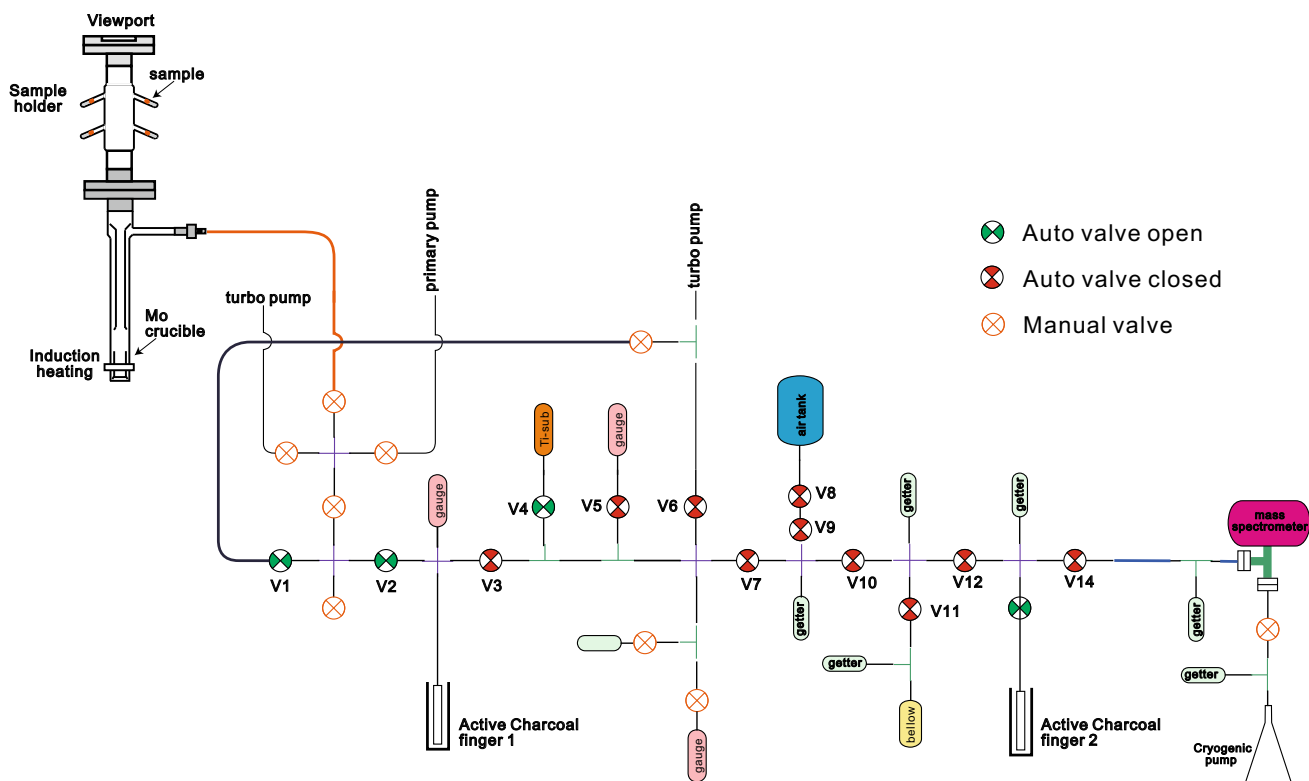 Viewport
sample
Sample
holder
primary pump
turbo pump
turbo pump
Mo
crucible
Induction
heating
Auto valve open
Auto valve closed
Manual valve
Ti-sub
gauge
air tank
gauge
getter
getter
mass
spectrometer
V4
V5
V6
V8
V9
V1
V2
V3
V7
V10
V12
V14
V11
getter
getter
getter
getter
bellow
gauge
Active Charcoal
finger 1
Active Charcoal
finger 2
Cryogenic
pump